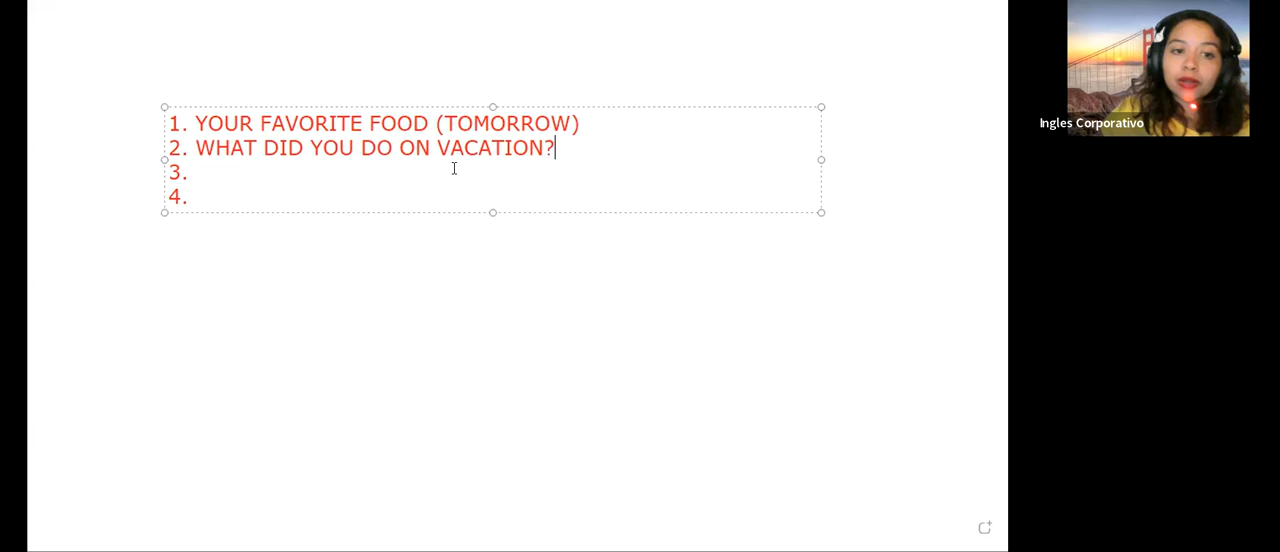 1. YOUR FAVORITE FOOD (TOMORROW)
2. WHAT DID YOU DO ON VACATION?
3.
4.
Ingles Corporativo